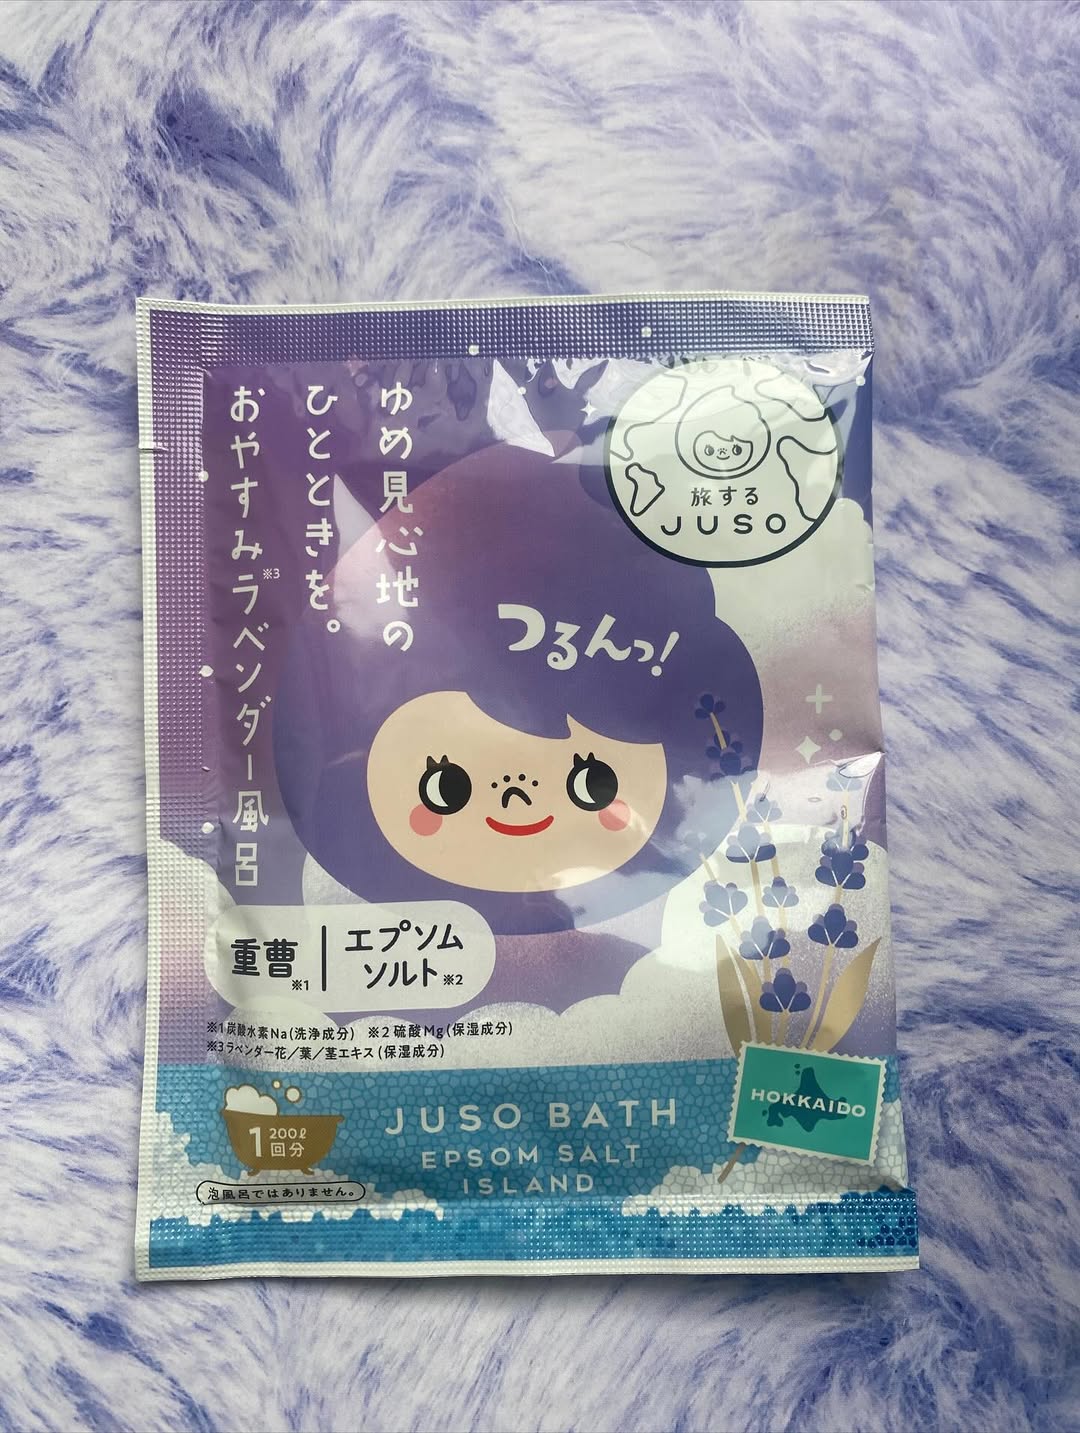 ゆめ見心地の
ひとときを。
おやすみラベンダー風呂
※3
旅する
JUSO
つるんっ!
重曹※1
エプソム
ソルト※2
※1炭酸水素Na(洗浄成分) ※2硫酸Mg(保湿成分)
※3ラベンダー花/葉/茎エキス(保湿成分)
1回分
200ℓ
泡風呂ではありません。
JUSO BATH
EPSOM SALT
ISLAND
HOKKAIDO